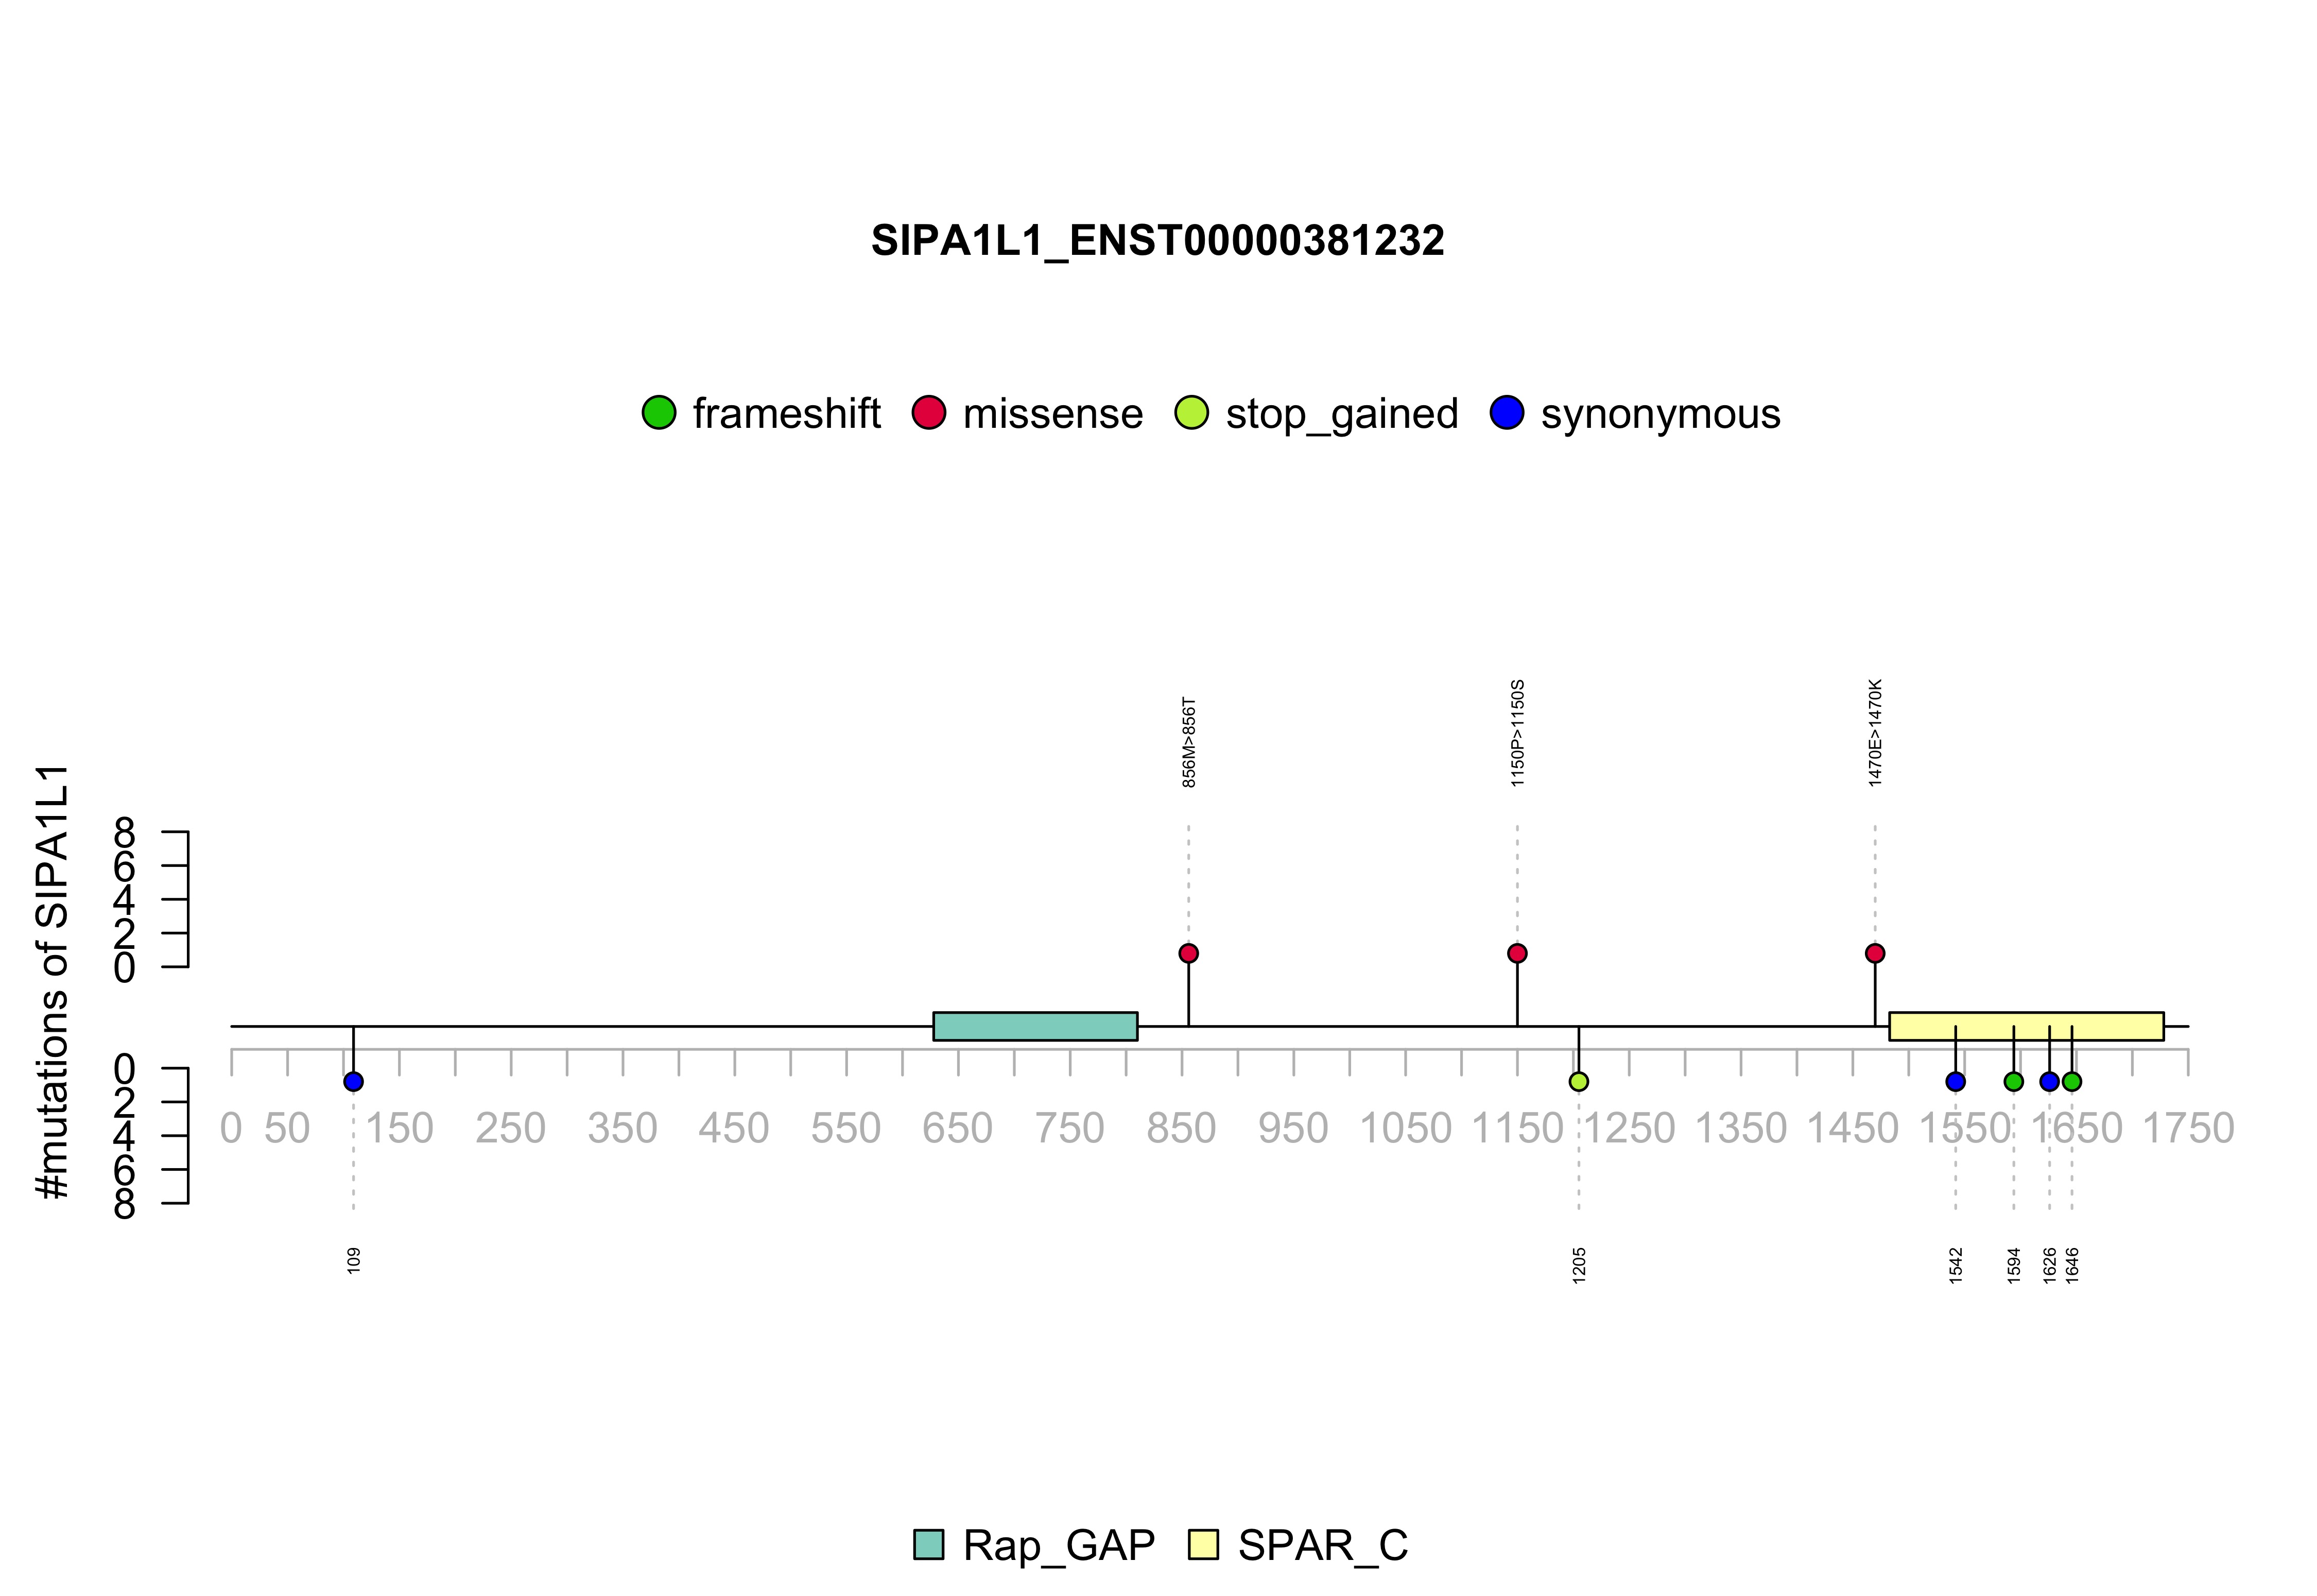 SIPA1L1_ENST00000381232
frameshift missense stop_gained synonymous
856M>856T 1150P>1150S 1470E>1470K
#mutations of SIPA1L1
8
6
4
2
0
0
2
4
6
8
0 50 150 250 350 450 550 650 750 850 950 1050 1150 1250 1350 1450 1550 1650 1750
109 1205 1542 1594 1626 1646
Rap_GAP SPAR_C